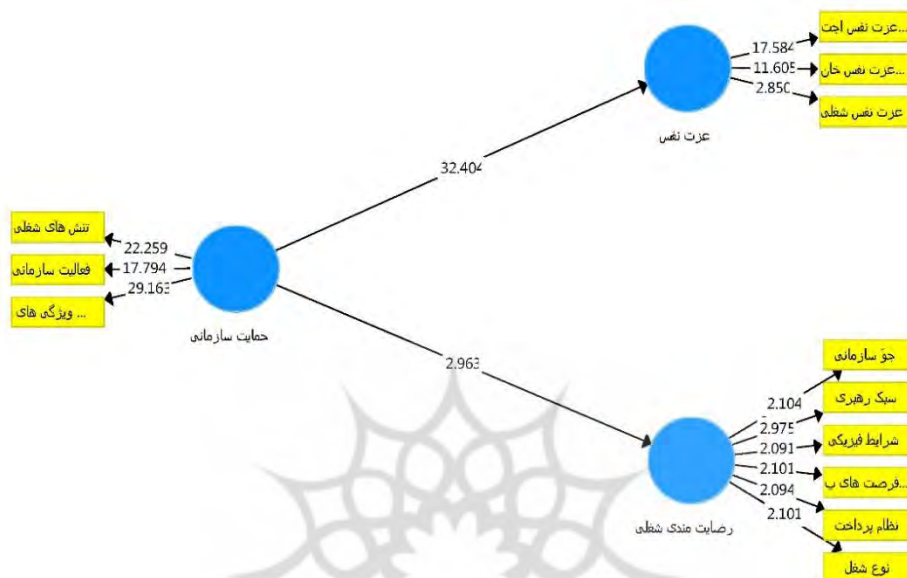 عزت نفس اجت...
17.584
عزت نفس خان...
11.605
عزت نفس شغلی
2.850
عزت نفس
32.404
تنش های شغلی
22.259
فعالیت سازمانی
17.794
ویژگی های ...
29.163
حمایت سازمانی
2.963
جوّ سازمانی
2.104
سبک رهبری
2.975
شرایط فیزیکی
2.091
فرصت های پ...
2.101
نظام پرداخت
2.094
نوع شغل
2.101
رضایت مندی شغلی